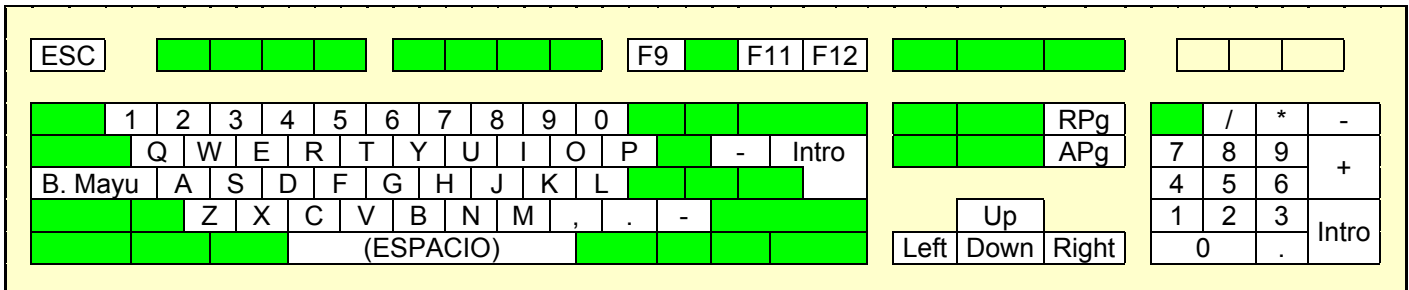 ESC F9 F11 F12
1 2 3 4 5 6 7 8 9 0 RPg / * -
Q W E R T Y U I O P - Intro APg 7 8 9 +
B. Mayu A S D F G H J K L 4 5 6
Z X C V B N M , . - Up 1 2 3 Intro
(ESPACIO) Left Down Right 0 .